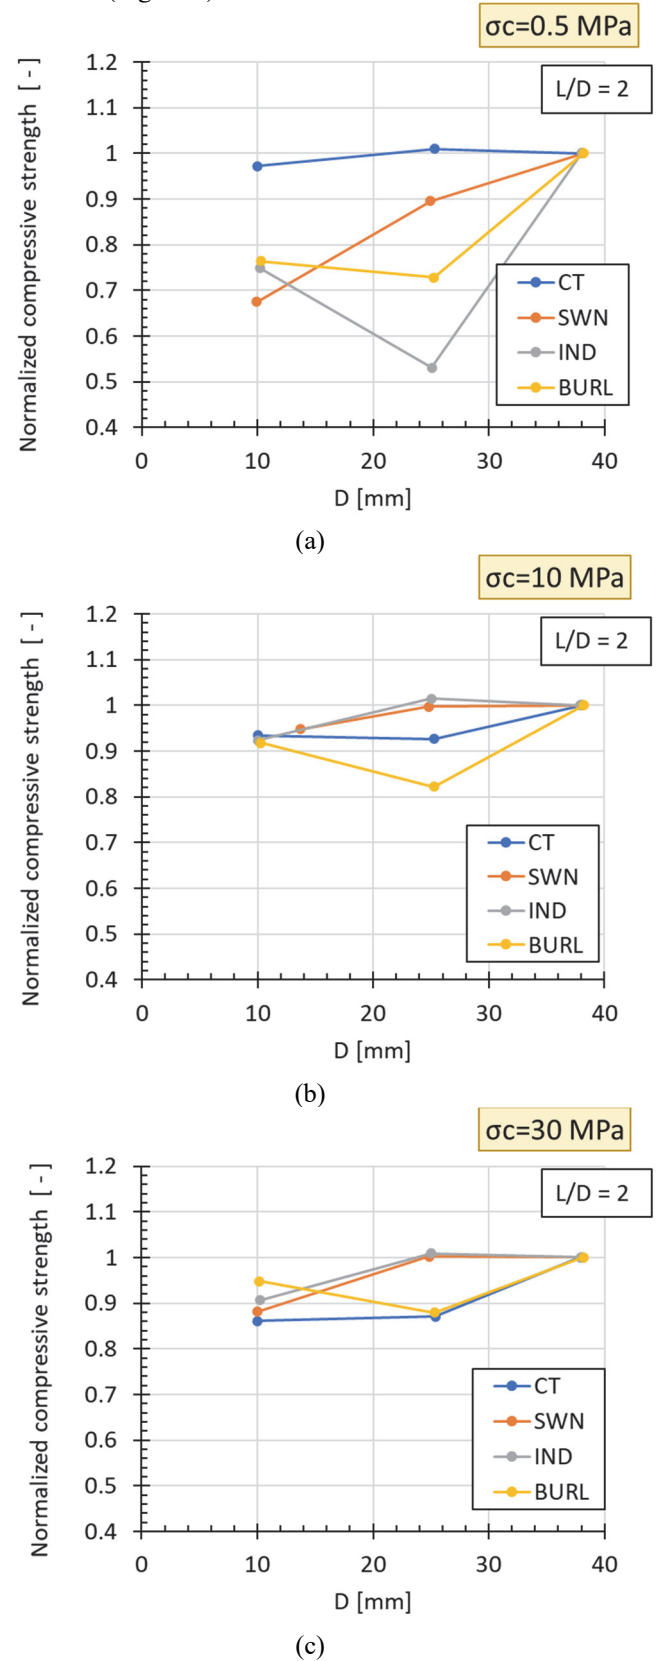 σc=0.5 MPa
L/D = 2
Normalized compressive strength [ - ]
1.2
1.1
1
0.9
0.8
0.7
0.6
0.5
0.4
CT
SWN
IND
BURL
0 10 20 30 40
D [mm]
(a)
σc=10 MPa
L/D = 2
Normalized compressive strength [ - ]
1.2
1.1
1
0.9
0.8
0.7
0.6
0.5
0.4
CT
SWN
IND
BURL
0 10 20 30 40
D [mm]
(b)
σc=30 MPa
L/D = 2
Normalized compressive strength [ - ]
1.2
1.1
1
0.9
0.8
0.7
0.6
0.5
0.4
CT
SWN
IND
BURL
0 10 20 30 40
D [mm]
(c)